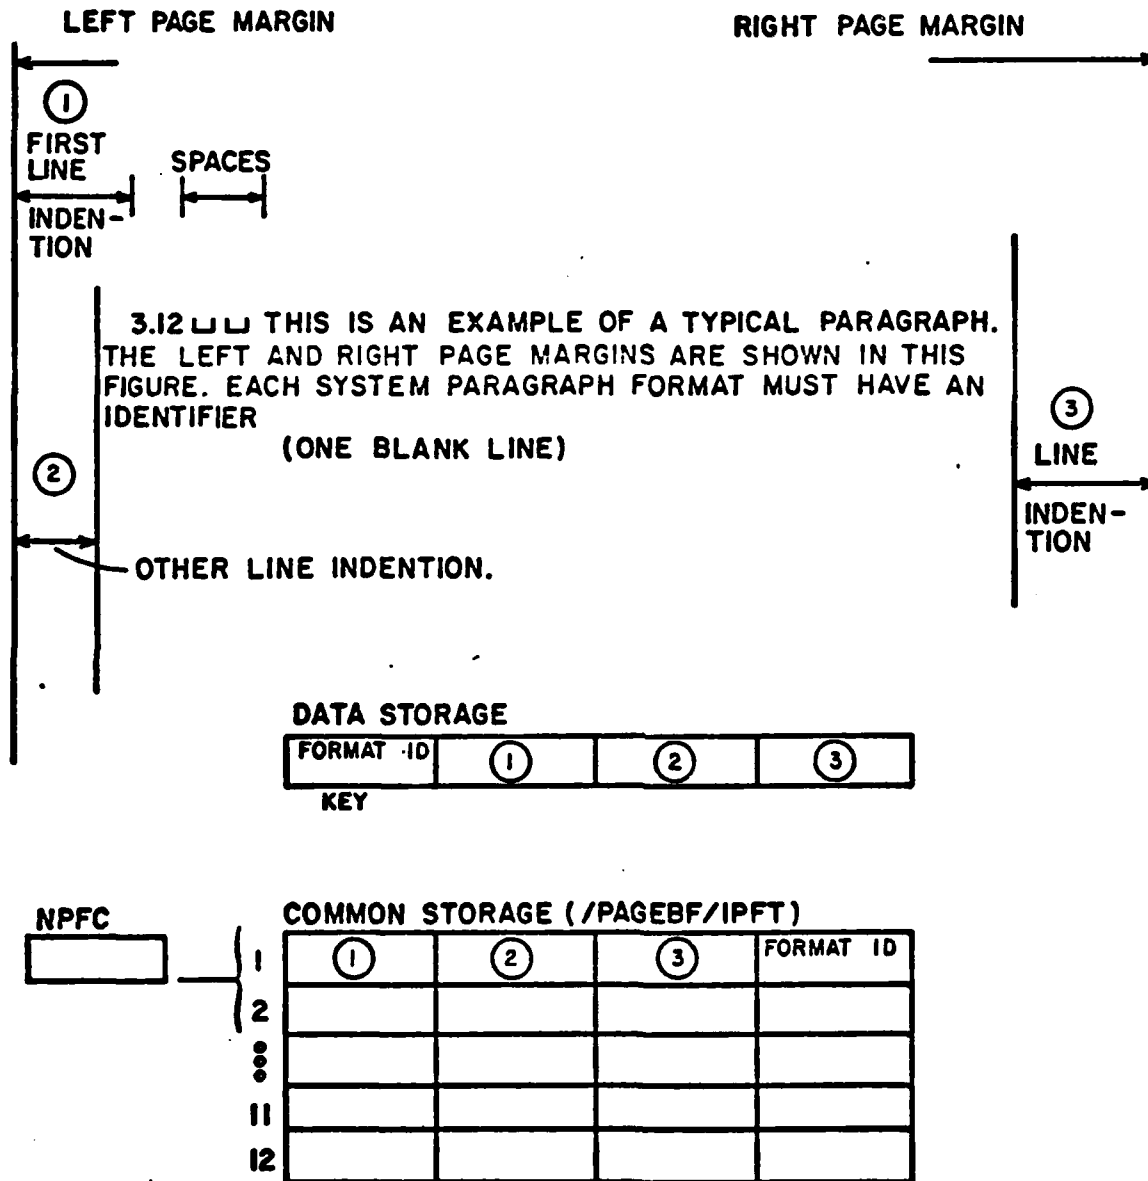 LEFT PAGE MARGIN
RIGHT PAGE MARGIN
1
FIRST
LINE
INDEN-
TION
SPACES
3.12 ⊔ ⊔ THIS IS AN EXAMPLE OF A TYPICAL PARAGRAPH.
THE LEFT AND RIGHT PAGE MARGINS ARE SHOWN IN THIS
FIGURE. EACH SYSTEM PARAGRAPH FORMAT MUST HAVE AN
IDENTIFIER
(ONE BLANK LINE)
2
OTHER LINE INDENTION.
3
LINE
INDEN-
TION
DATA STORAGE
FORMAT ID 1 2 3
KEY
NPFC
COMMON STORAGE (/PAGEBF/IPFT)
1 1 2 3 FORMAT ID
2
11
12